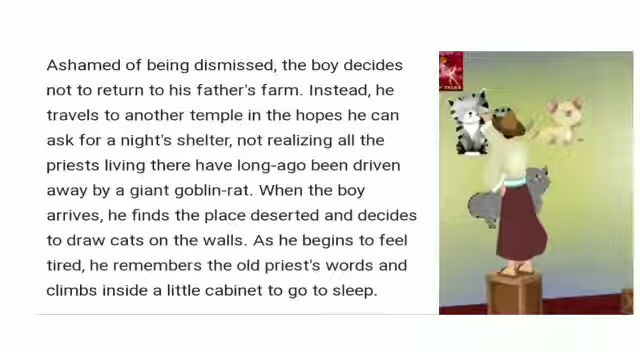 Ashamed of being dismissed, the boy decides
not to return to his father's farm. Instead, he
travels to another temple in the hopes he can
ask for a night's shelter, not realizing all the
priests living there have long-ago been driven
away by a giant goblin-rat. When the boy
arrives, he finds the place deserted and decides
to draw cats on the walls. As he begins to feel
tired, he remembers the old priest's words and
climbs inside a little cabinet to go to sleep.